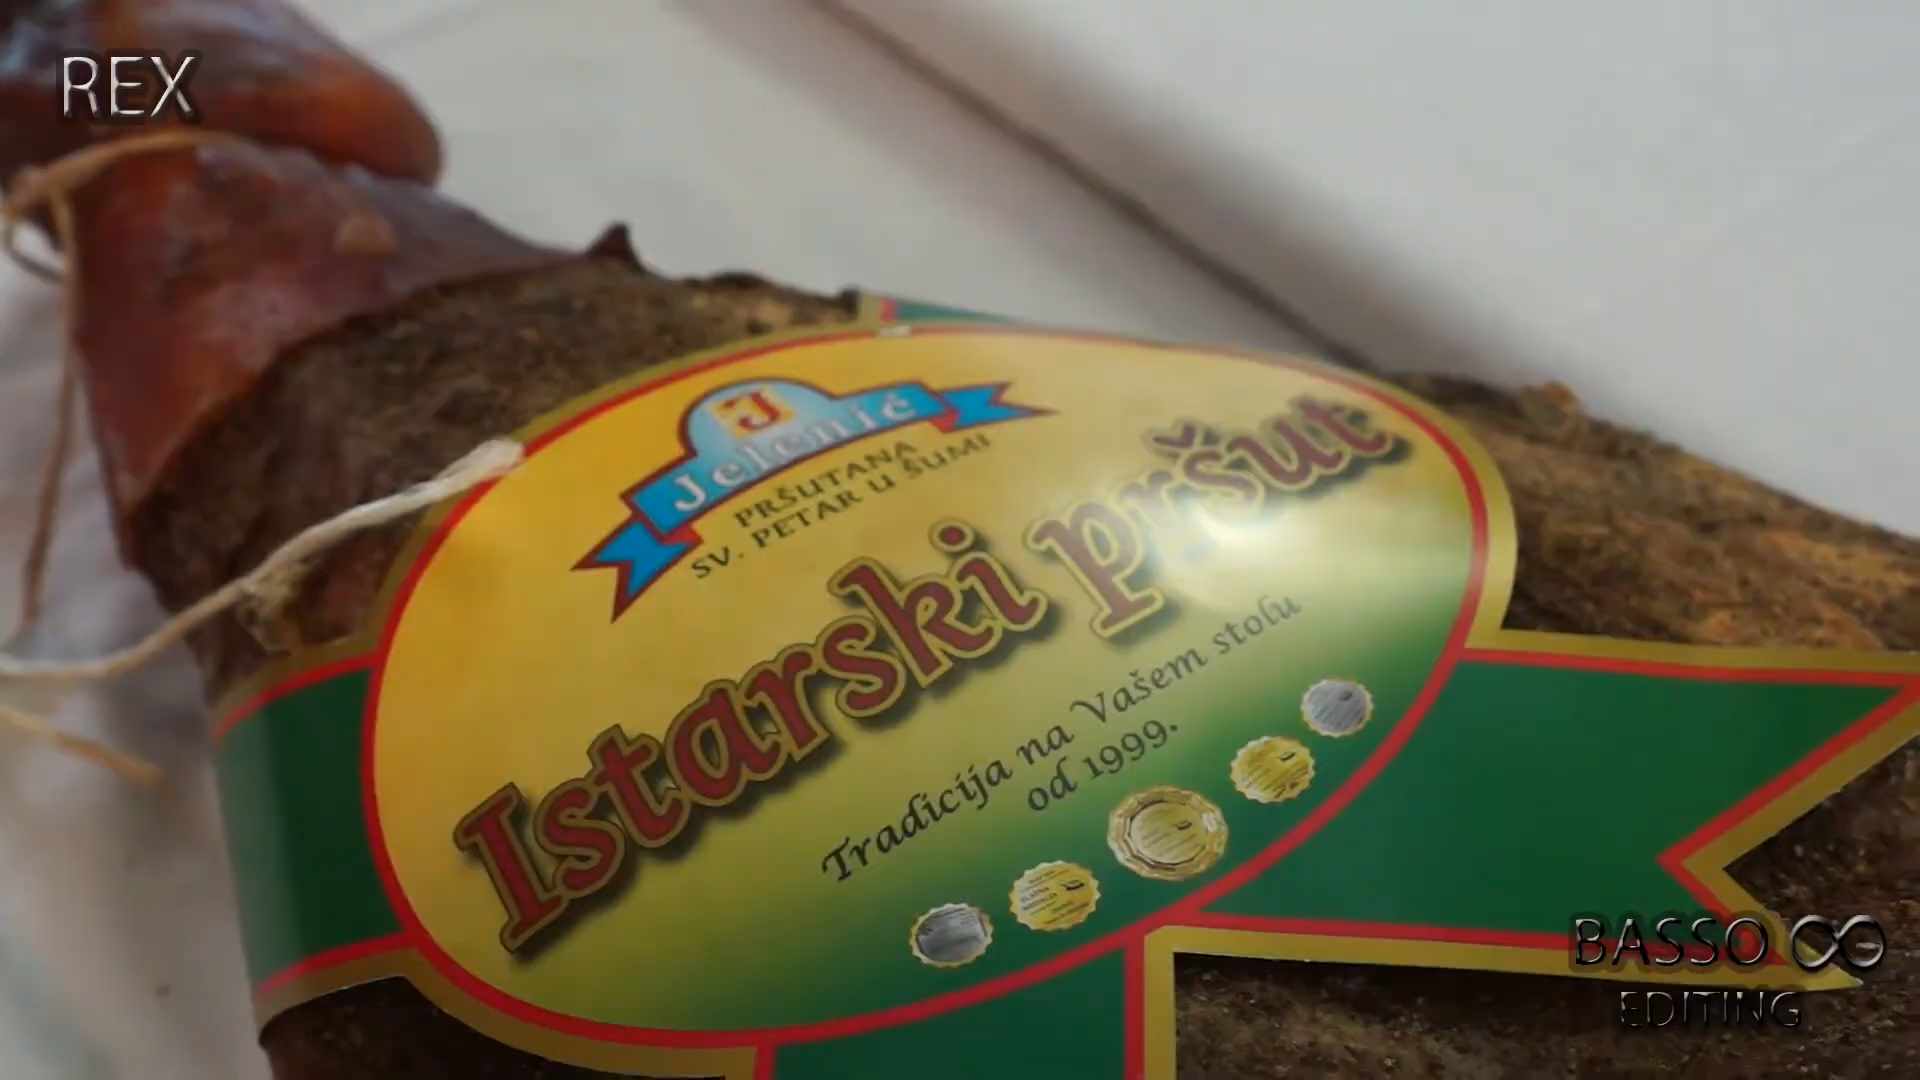 REX
J
Jelenić
PRŠUTANA
SV. PETAR U ŠUMI
Istarski pršut
Tradicija na Vašem stolu
od 1999.
BASSO
EDITING